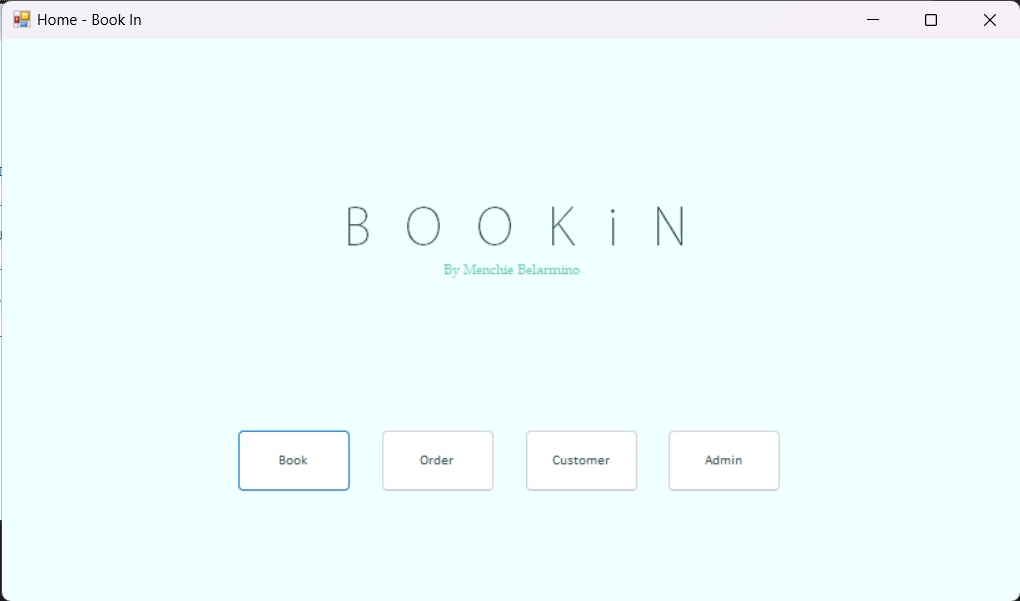 Home - Book In
B O O K i N
By Menchie Belarmino
Book Order Customer Admin